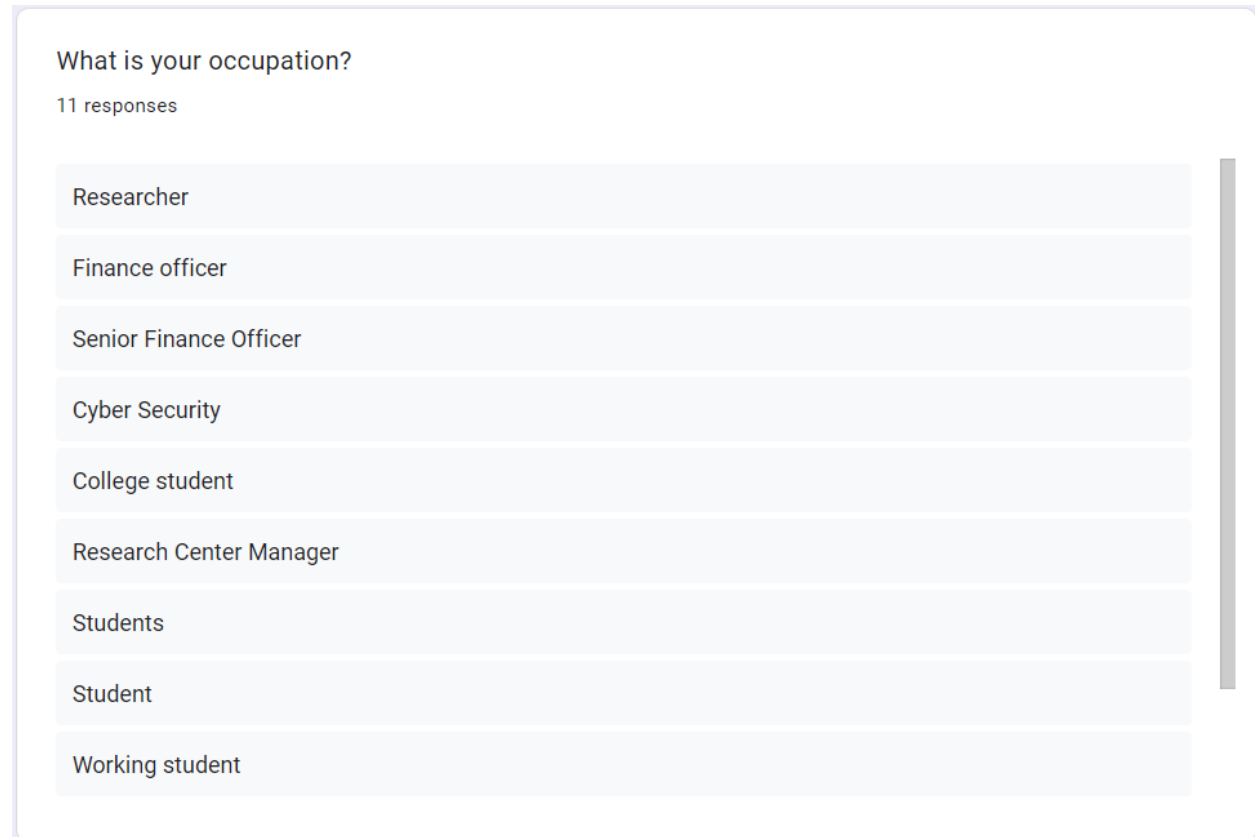 What is your occupation?
11 responses
Researcher
Finance officer
Senior Finance Officer
Cyber Security
College student
Research Center Manager
Students
Student
Working student